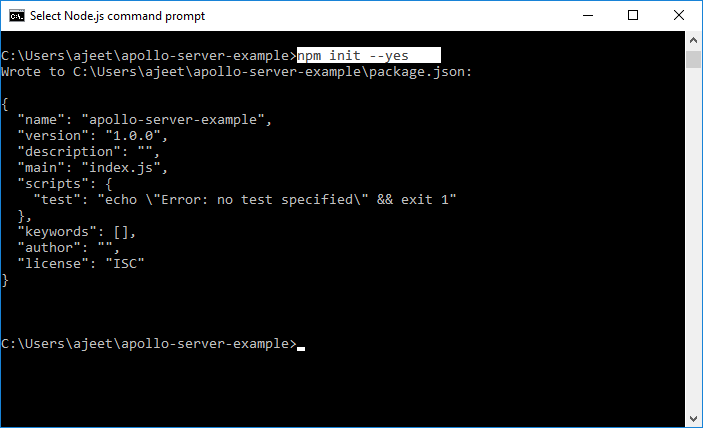 Select Node.js command prompt
C:\Users\ajeet\apollo-server-example>npm init --yes
Wrote to C:\Users\ajeet\apollo-server-example\package.json:
{
  "name": "apollo-server-example",
  "version": "1.0.0",
  "description": "",
  "main": "index.js",
  "scripts": {
    "test": "echo \"Error: no test specified\" && exit 1"
  },
  "keywords": [],
  "author": "",
  "license": "ISC"
}
C:\Users\ajeet\apollo-server-example>